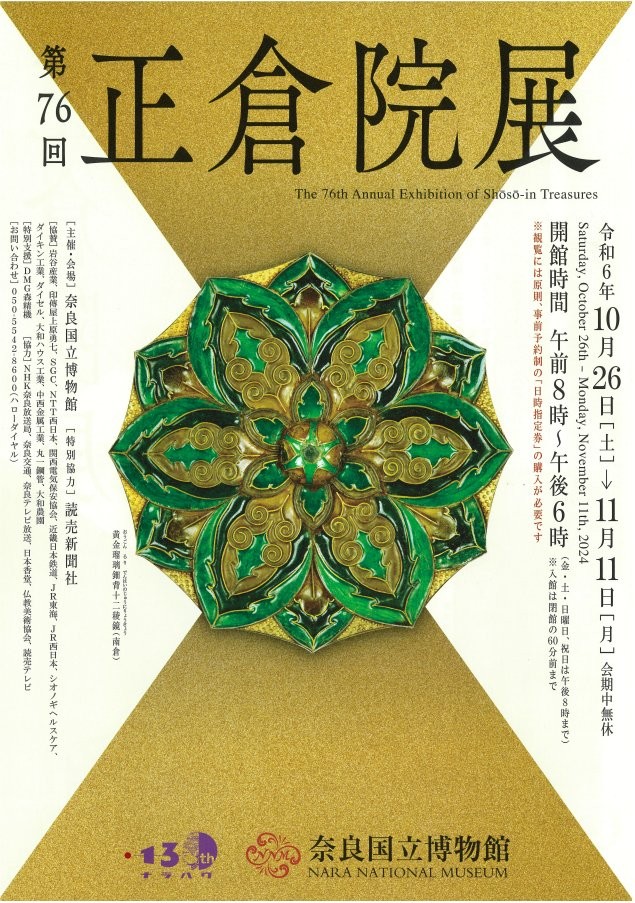 第76回
正倉院展
The 76th Annual Exhibition of Shōsō-in Treasures
令和6年10月26日[土]→11月11日[月] 会期中無休
Saturday, October 26th – Monday, November 11th, 2024
開館時間 午前8時〜午後6時
(金・土・日曜日、祝日は午後8時まで)
※入館は閉館の60分前まで
※観覧には原則、事前予約制の「日時指定券」の購入が必要です
黄金瑠璃鈿背十二稜鏡(南倉)
[主催・会場]奈良国立博物館 [特別協力]読売新聞社
[協賛]岩谷産業、印傳屋上原勇七、SGC、NTT西日本、関西電気保安協会、近畿日本鉄道、JR東海、JR西日本、シオノギヘルスケア、
ダイキン工業、ダイセル、大和ハウス工業、中西金属工業、丸一鋼管、大和農園
[特別支援]DMG森精機 [協力]NHK奈良放送局、奈良交通、奈良テレビ放送、日本香堂、仏教美術協会、読売テレビ
[お問い合わせ]050-5542-8600(ハローダイヤル)
130th
ナラハク
奈良国立博物館
NARA NATIONAL MUSEUM